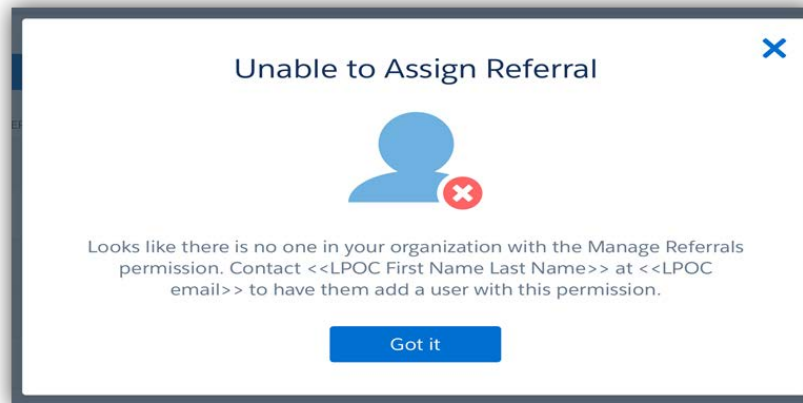 Unable to Assign Referral
Looks like there is no one in your organization with the Manage Referrals
permission. Contact <<LPOC First Name Last Name>> at <<LPOC
email>> to have them add a user with this permission.
Got it